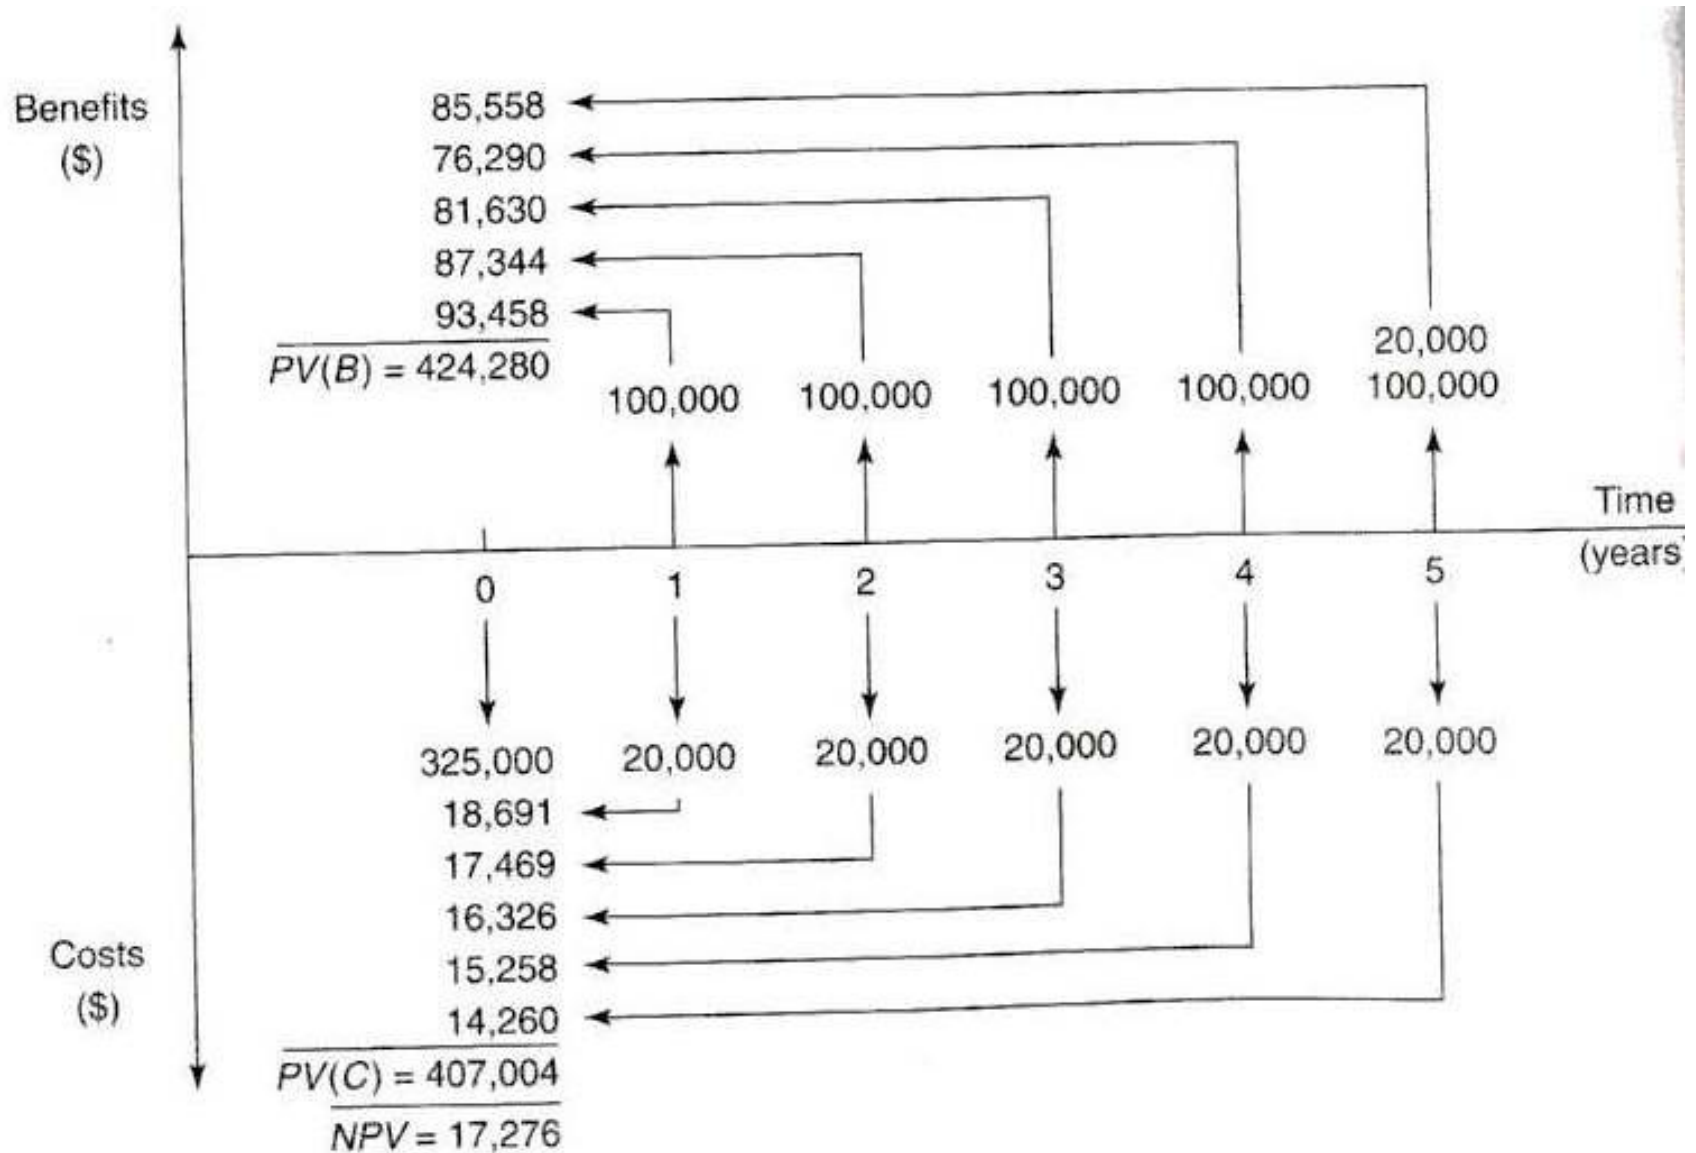 Benefits
($)
85,558
76,290
81,630
87,344
93,458
PV(B) = 424,280
20,000
100,000 100,000 100,000 100,000 100,000
Time
(years)
0 1 2 3 4 5
325,000 20,000 20,000 20,000 20,000 20,000
18,691
17,469
16,326
15,258
14,260
Costs
($)
PV(C) = 407,004
NPV = 17,276